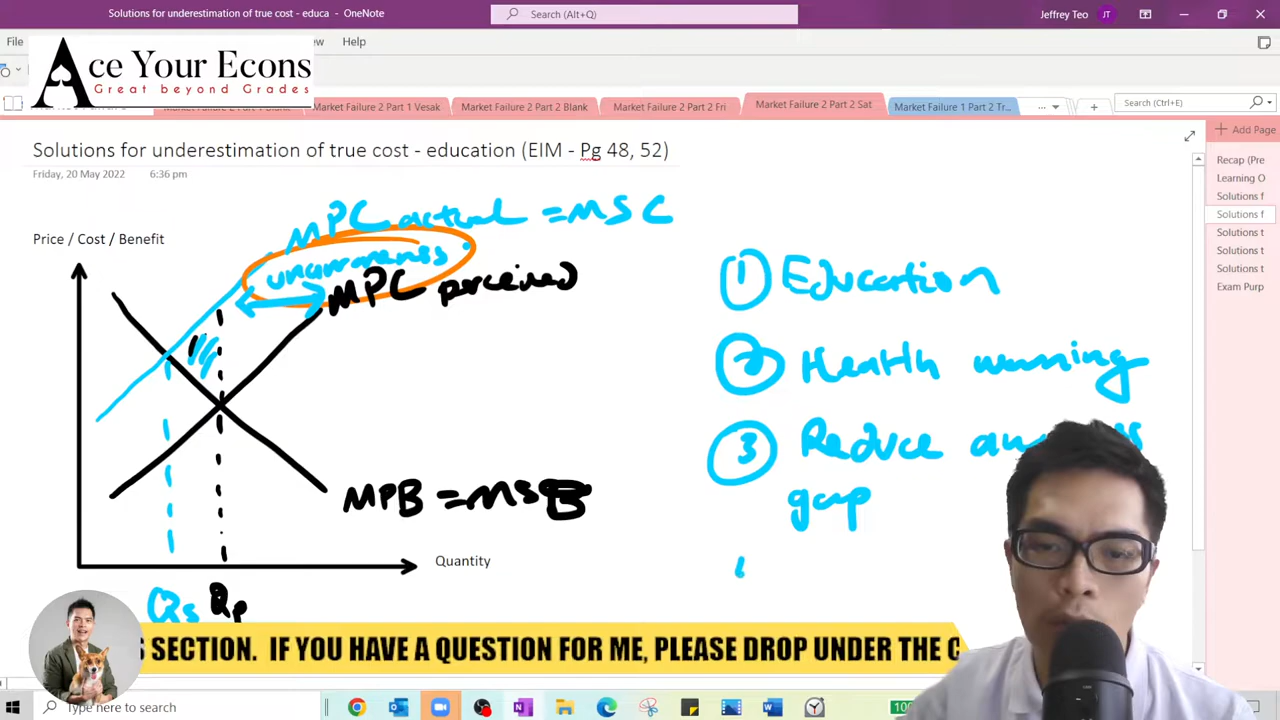 Solutions for underestimation of true cost - educa - OneNote
Search (Alt+Q)
Jeffrey Teo
JT
File
Help
Ace Your Econs
Great beyond Grades
Market Failure 2 Part 1 Vesak
Market Failure 2 Part 2 Blank
Market Failure 2 Part 2 Fri
Market Failure 2 Part 2 Sat
Market Failure 1 Part 2 Tr...
Search (Ctrl+E)
Add Page
Solutions for underestimation of true cost - education (EIM - Pg 48, 52)
Friday, 20 May 2022
6:36 pm
Recap (Pre
Learning O
Solutions f
Solutions f
Solutions t
Solutions t
Solutions t
Exam Purp
MPC actual = MSC
Price / Cost / Benefit
unawareness
MPC perceived
① Education
② Health warning
③ Reduce
gap
MPB = MSB
Quantity
Qs
Qp
S SECTION. IF YOU HAVE A QUESTION FOR ME, PLEASE DROP UNDER THE C
Type here to search